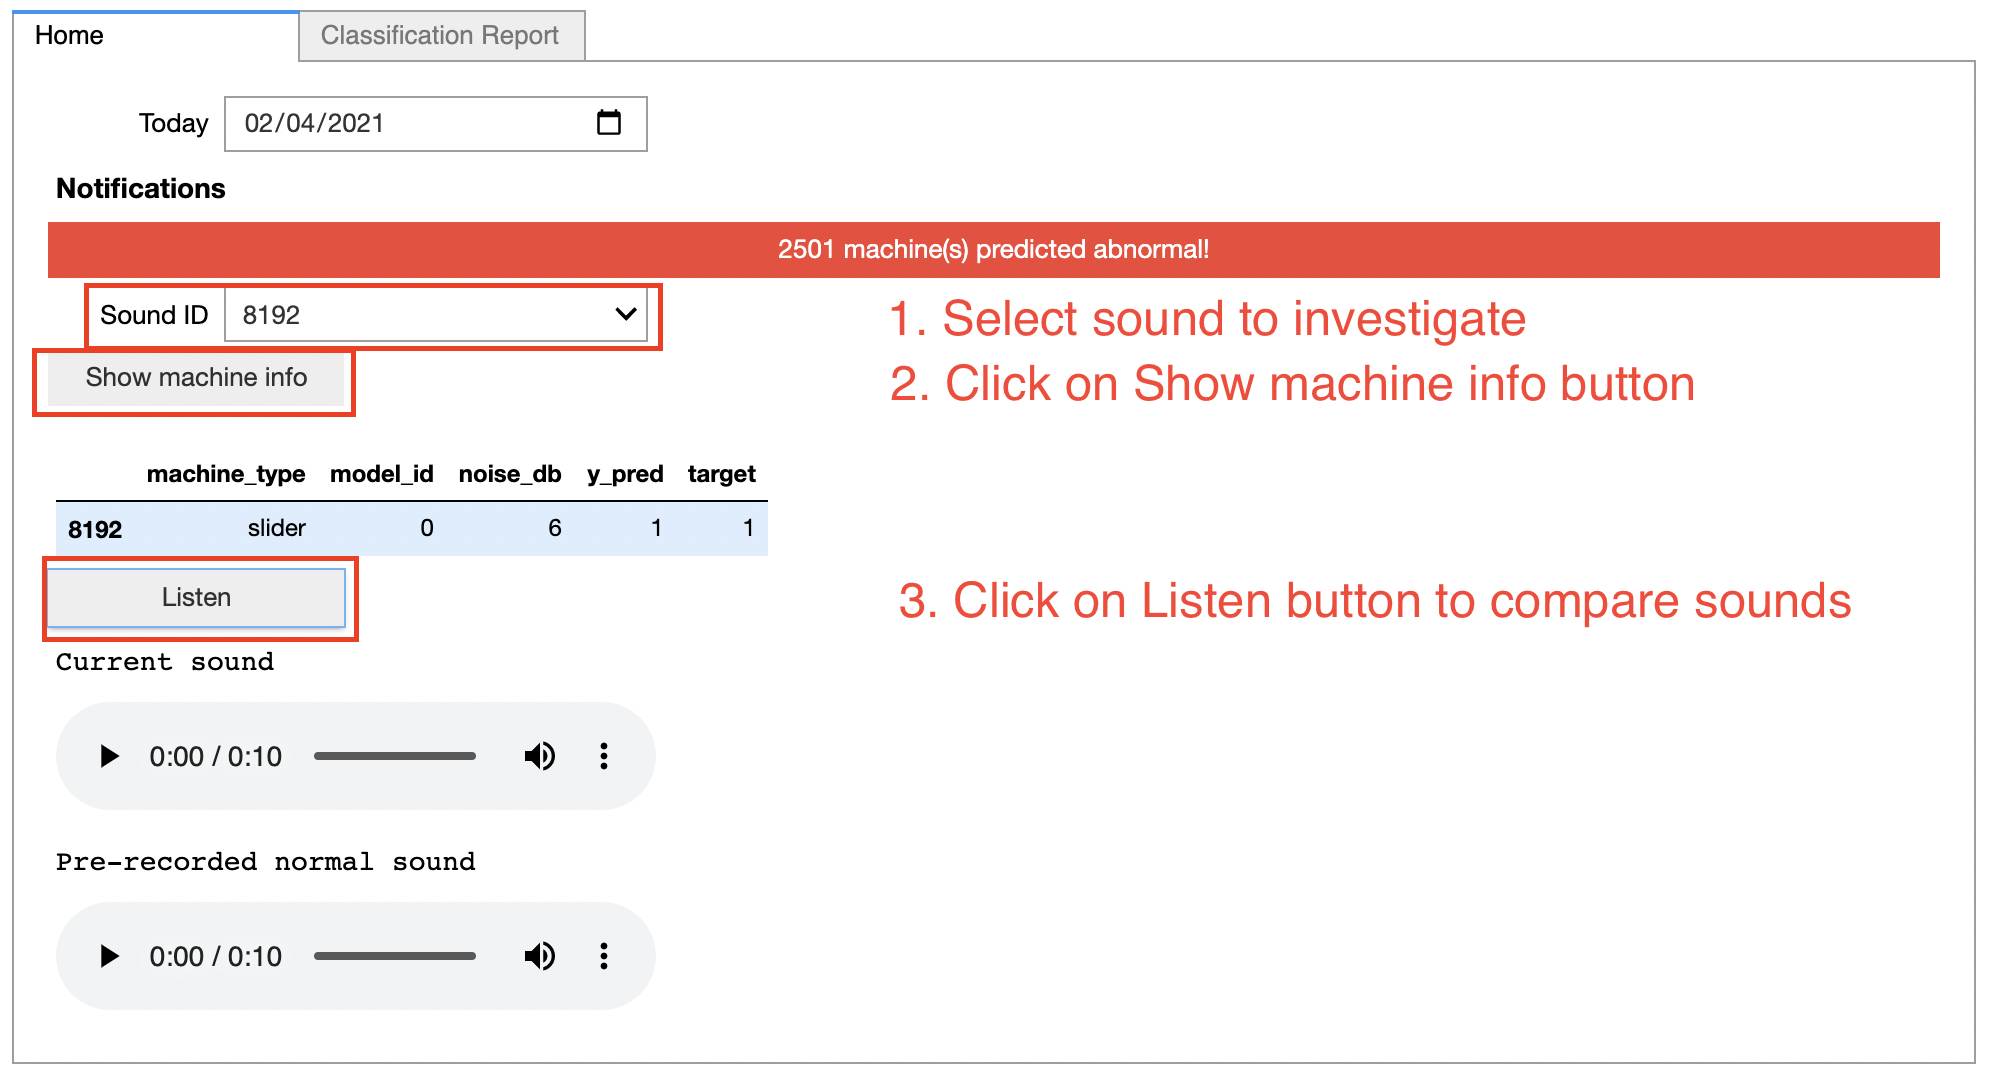 Home
Classification Report
Today 02/04/2021
Notifications
2501 machine(s) predicted abnormal!
Sound ID 8192
1. Select sound to investigate
Show machine info
2. Click on Show machine info button
machine_type model_id noise_db y_pred target
8192 slider 0 6 1 1
Listen
3. Click on Listen button to compare sounds
Current sound
0:00 / 0:10
Pre-recorded normal sound
0:00 / 0:10